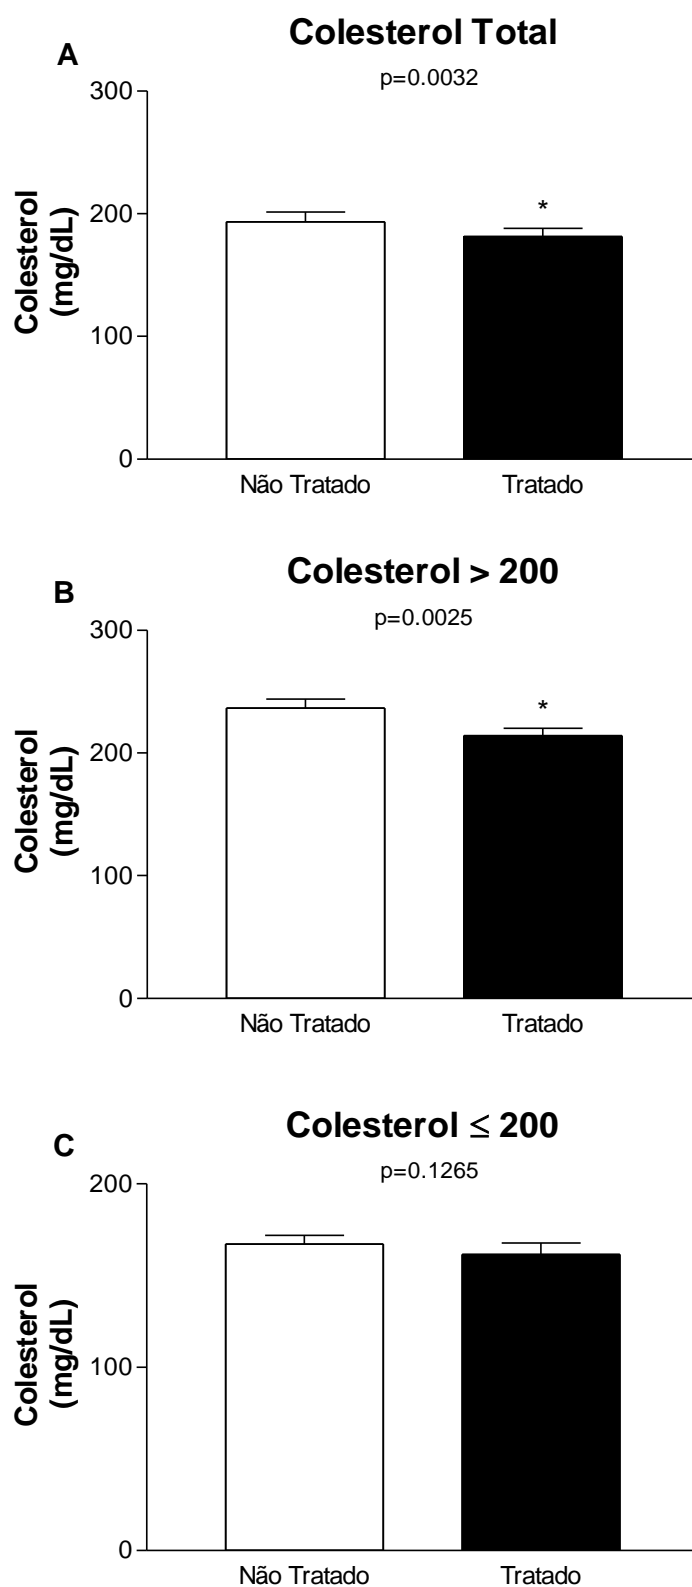 A
Colesterol Total
p=0.0032
Colesterol
(mg/dL)
300
200
100
0
*
Não Tratado
Tratado
B
Colesterol > 200
p=0.0025
Colesterol
(mg/dL)
300
200
100
0
*
Não Tratado
Tratado
C
Colesterol ≤ 200
p=0.1265
Colesterol
(mg/dL)
200
100
0
Não Tratado
Tratado